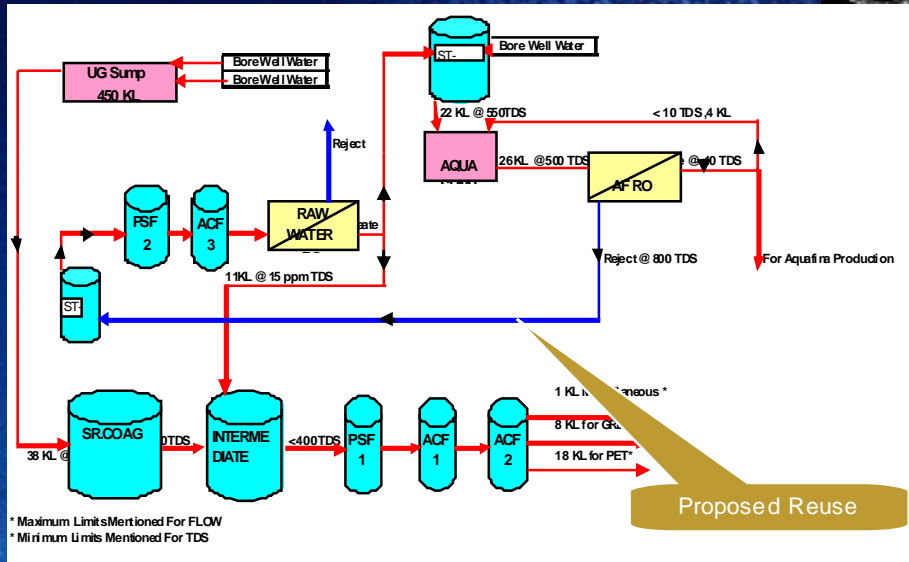 Bore Well Water
Bore Well Water
UG Sump
450 KL
ST-
Bore Well Water
22 KL @ 550TDS
< 10 TDS ,4 KL
Reject
AQUA
26KL @500 TDS
@ 40 TDS
AF RO
PSF
2
ACF
3
RAW
WATER
11KL @ 15 ppm TDS
Reject @ 800 TDS
For Aquafina Production
ST-
SR.COAG
38 KL @
0TDS
INTERME
DIATE
<400TDS
PSF
1
ACF
1
ACF
2
1 KL
8 KL for
18 KL for PET*
Proposed Reuse
* Maximum Limits Mentioned For FLOW
* Minimum Limits Mentioned For TDS